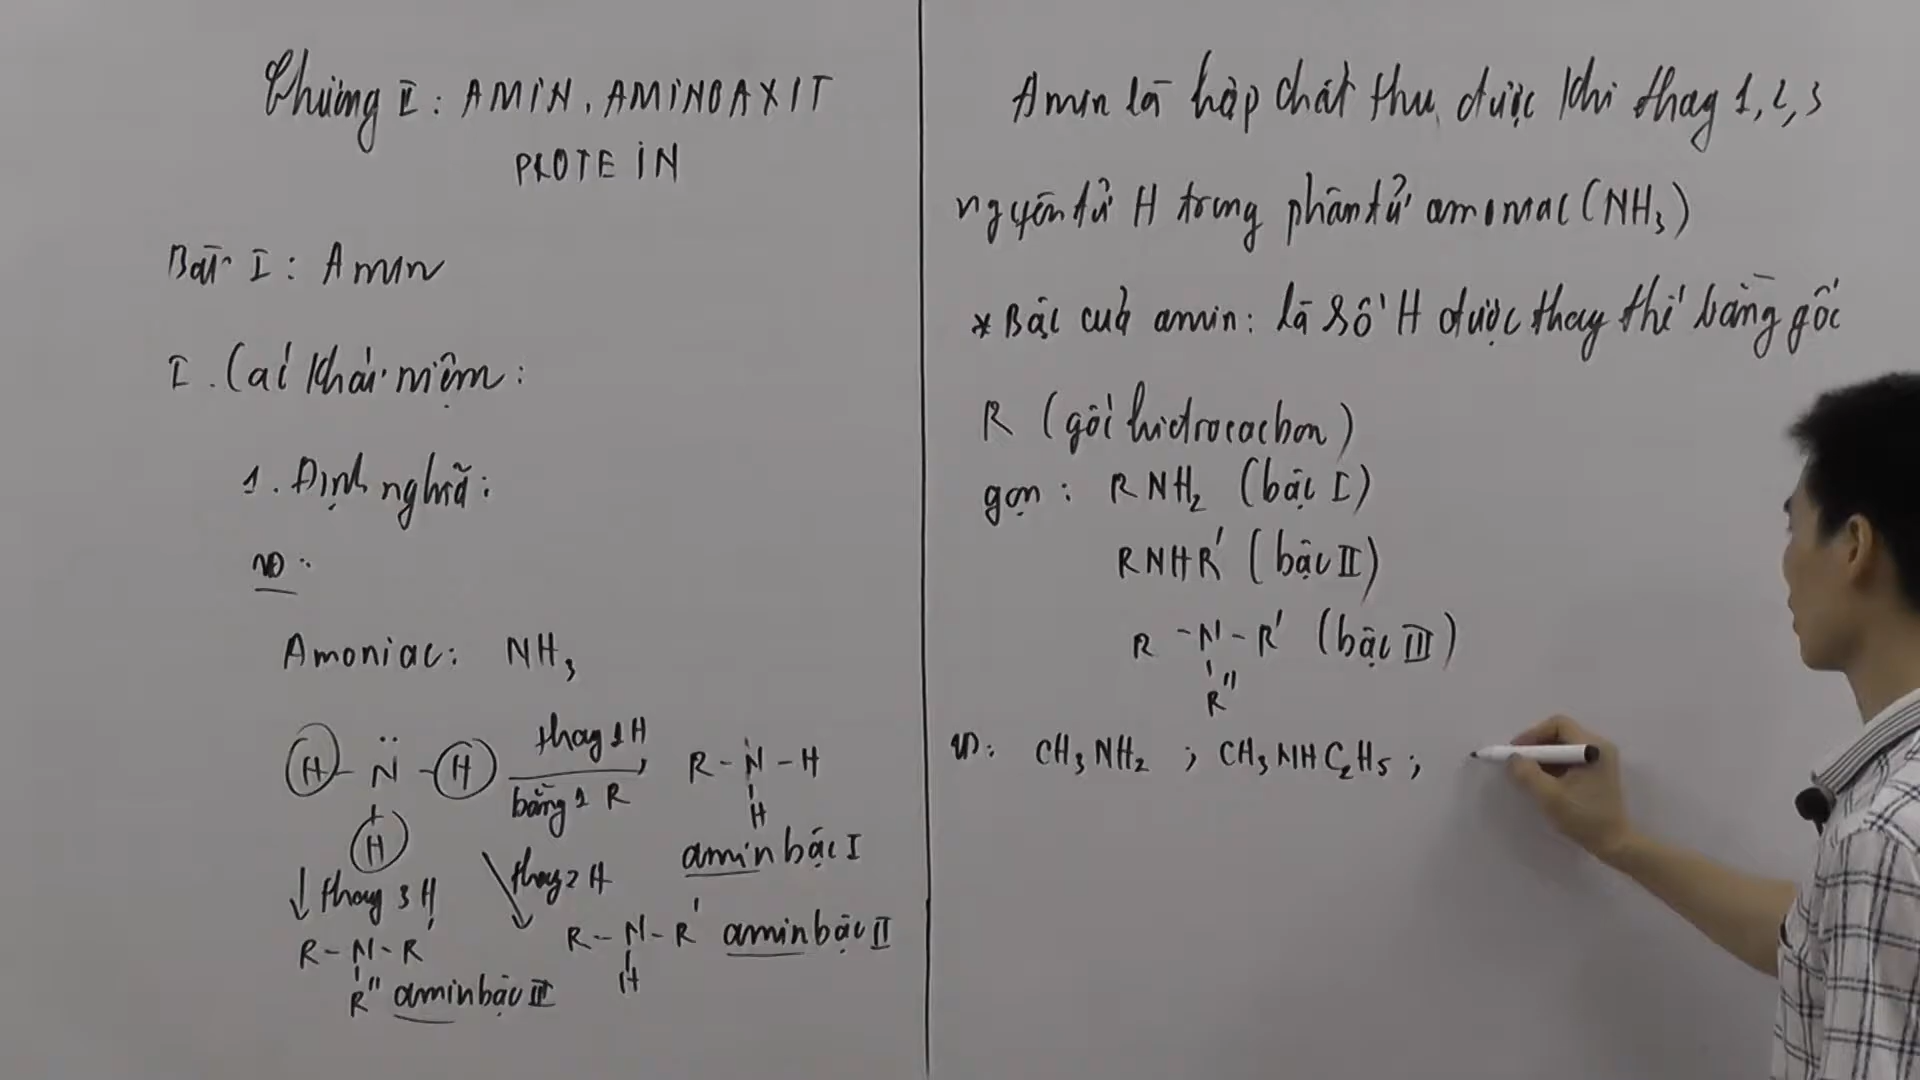 Chương II: AMIN, AMINOAXIT
PROTEIN
Bài I: Amin
I. Các khái niệm:
1. Định nghĩa:
VD:
Amoniac: NH3
H - N̈ - H
H
thay 1 H
bằng 1 R
R - N̈ - H
H
amin bậc I
thay 3 H
R - N - R'
R" amin bậc III
thay 2 H
R - N - R' amin bậc II
H
Amin là hợp chất thu được khi thay 1, 2, 3
nguyên tử H trong phân tử amoniac (NH3)
* Bậc của amin: là số H được thay thế bằng gốc
R (gốc hidrocacbon)
gọn: RNH2 (bậc I)
RNHR' (bậc II)
R - N - R' (bậc III)
R"
VD: CH3NH2 ; CH3NHC2H5 ;